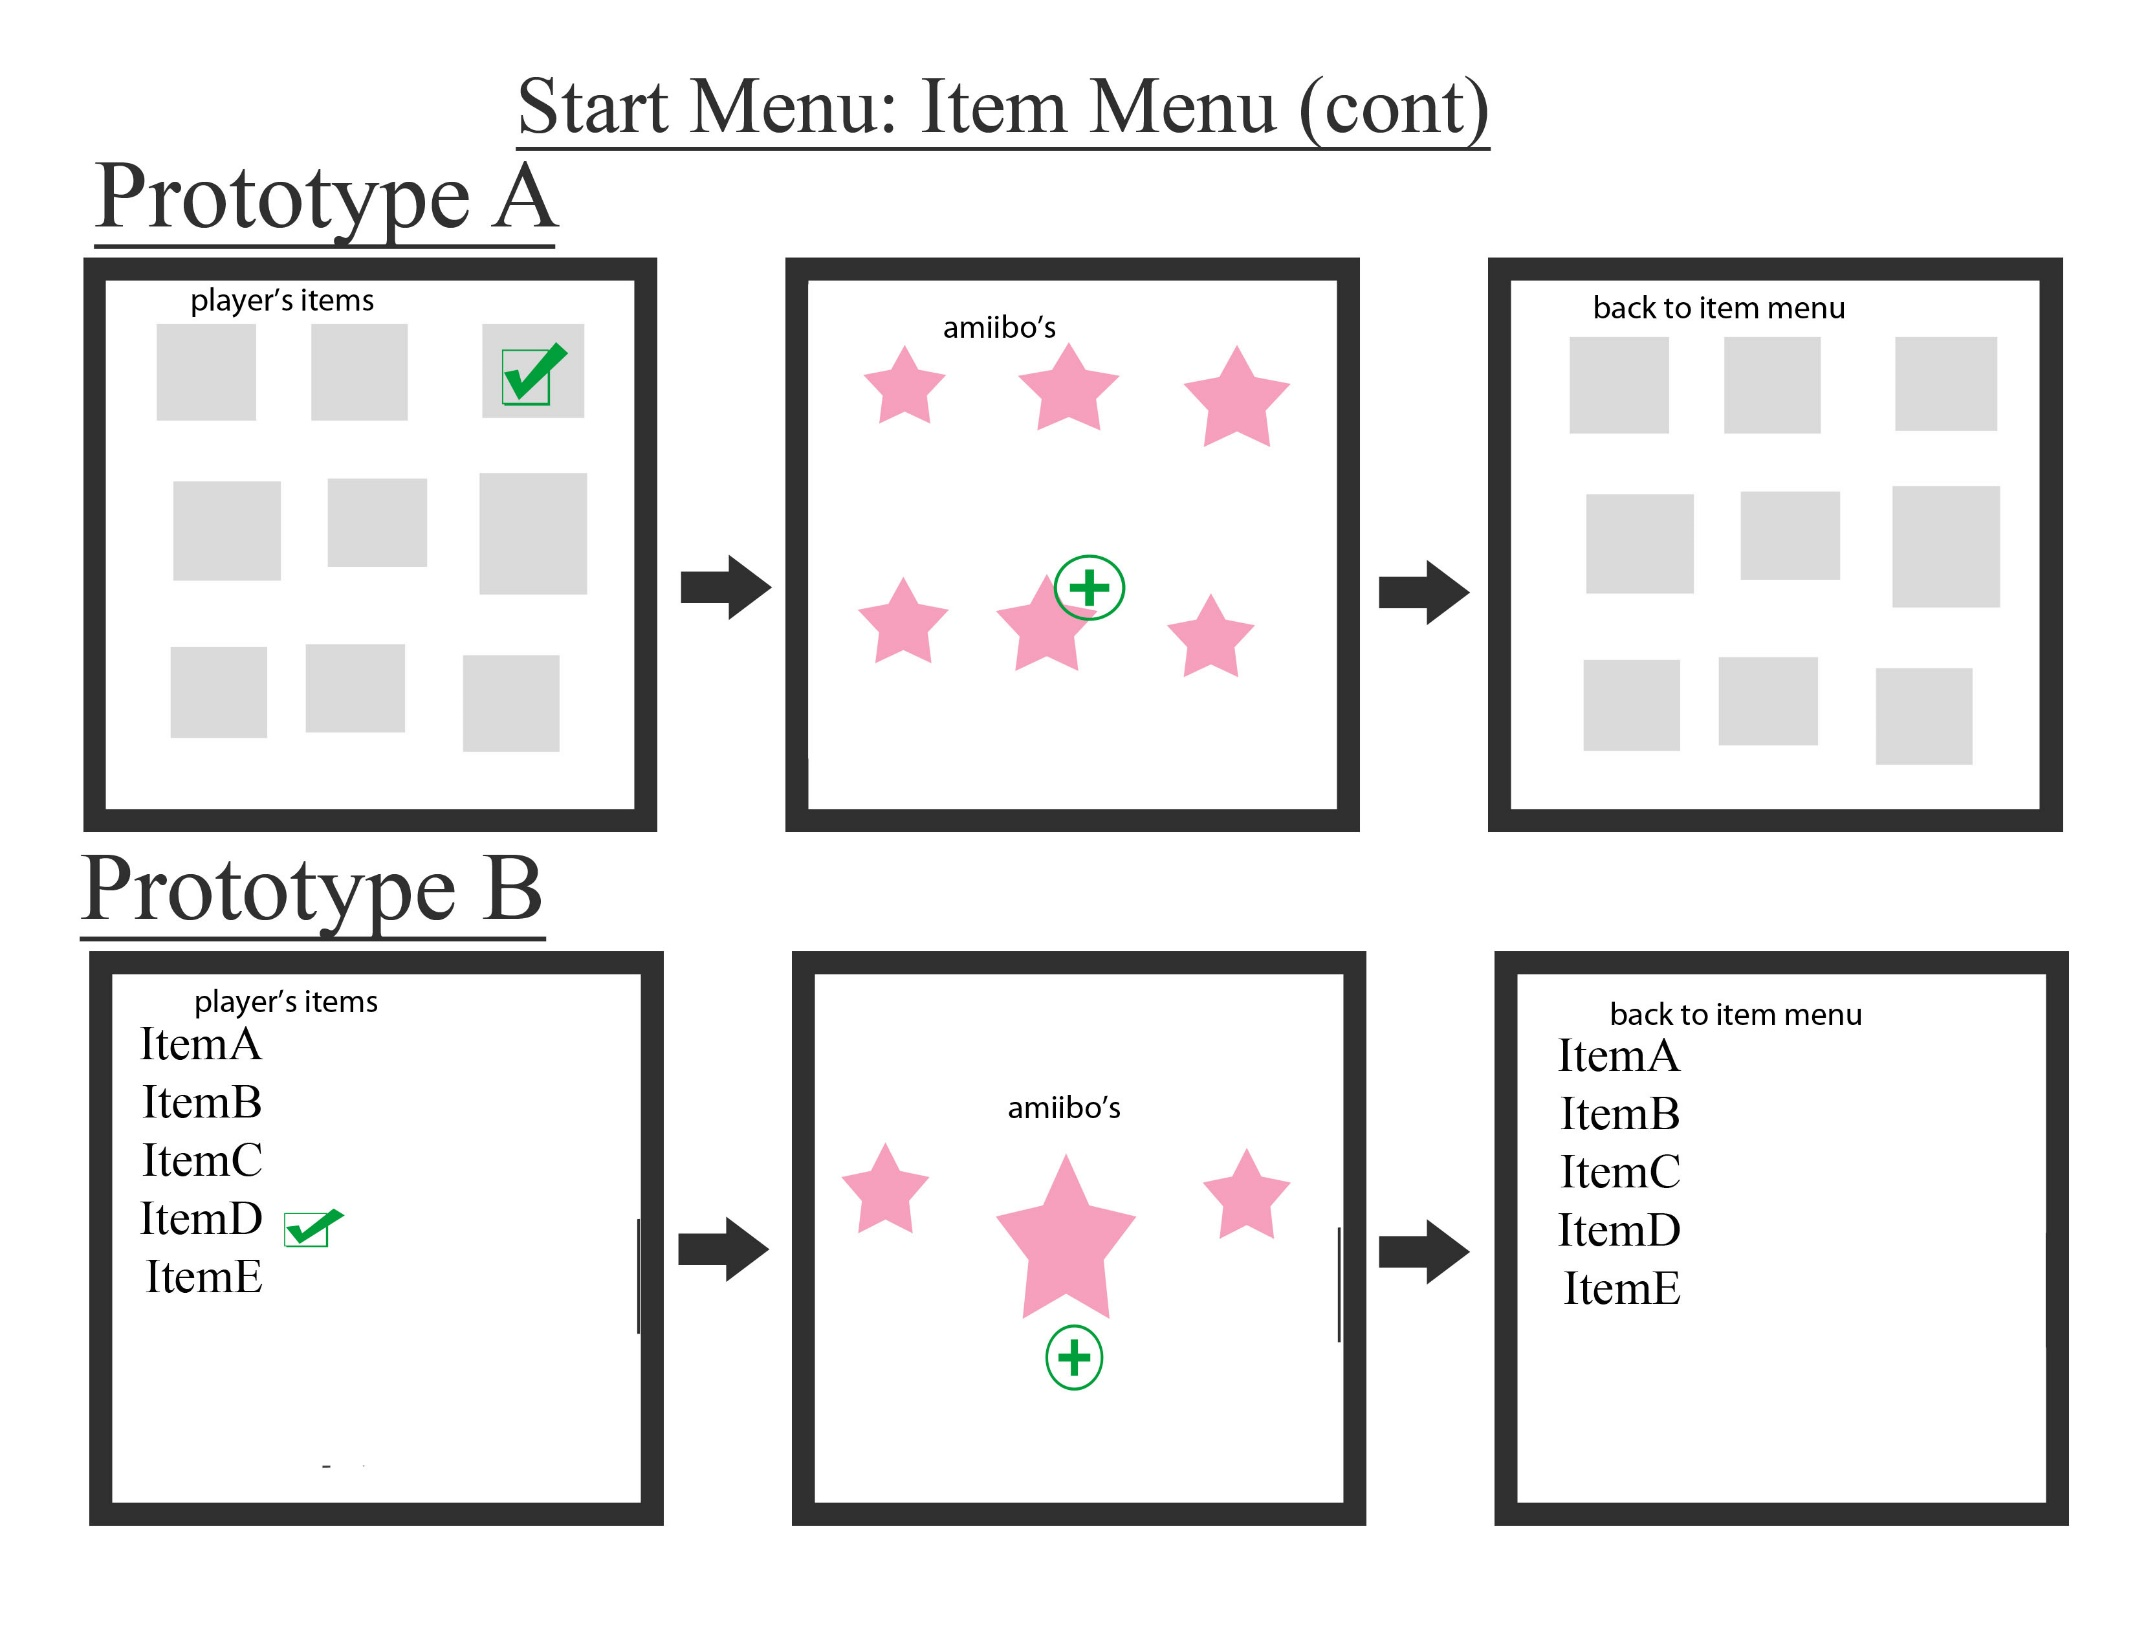 Start Menu: Item Menu (cont)
Prototype A
player's items
amiibo's
back to item menu
Prototype B
player's items
ItemA
ItemB
ItemC
ItemD
ItemE
amiibo's
back to item menu
ItemA
ItemB
ItemC
ItemD
ItemE